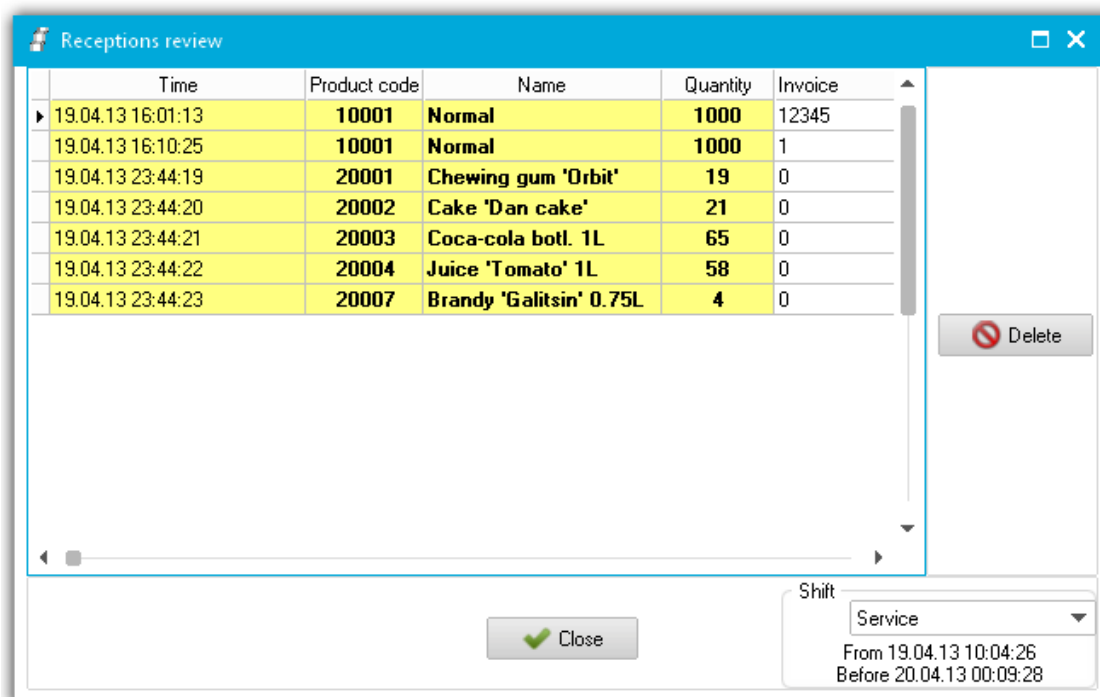 Receptions review
Time Product code Name Quantity Invoice
19.04.13 16:01:13 10001 Normal 1000 12345
19.04.13 16:10:25 10001 Normal 1000 1
19.04.13 23:44:19 20001 Chewing gum 'Orbit' 19 0
19.04.13 23:44:20 20002 Cake 'Dan cake' 21 0
19.04.13 23:44:21 20003 Coca-cola botl. 1L 65 0
19.04.13 23:44:22 20004 Juice 'Tomato' 1L 58 0
19.04.13 23:44:23 20007 Brandy 'Galitsin' 0.75L 4 0
Delete
Shift
Service
Close
From 19.04.13 10:04:26
Before 20.04.13 00:09:28